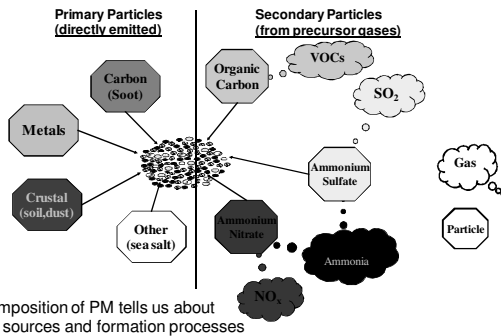 Primary Particles
(directly emitted)
Secondary Particles
(from precursor gases)
Carbon
(Soot)
Metals
Crustal
(soil,dust)
Other
(sea salt)
Organic
Carbon
VOCs
SO2
Ammonium
Sulfate
Ammonium
Nitrate
Ammonia
NOx
Gas
Particle
mposition of PM tells us about
sources and formation processes